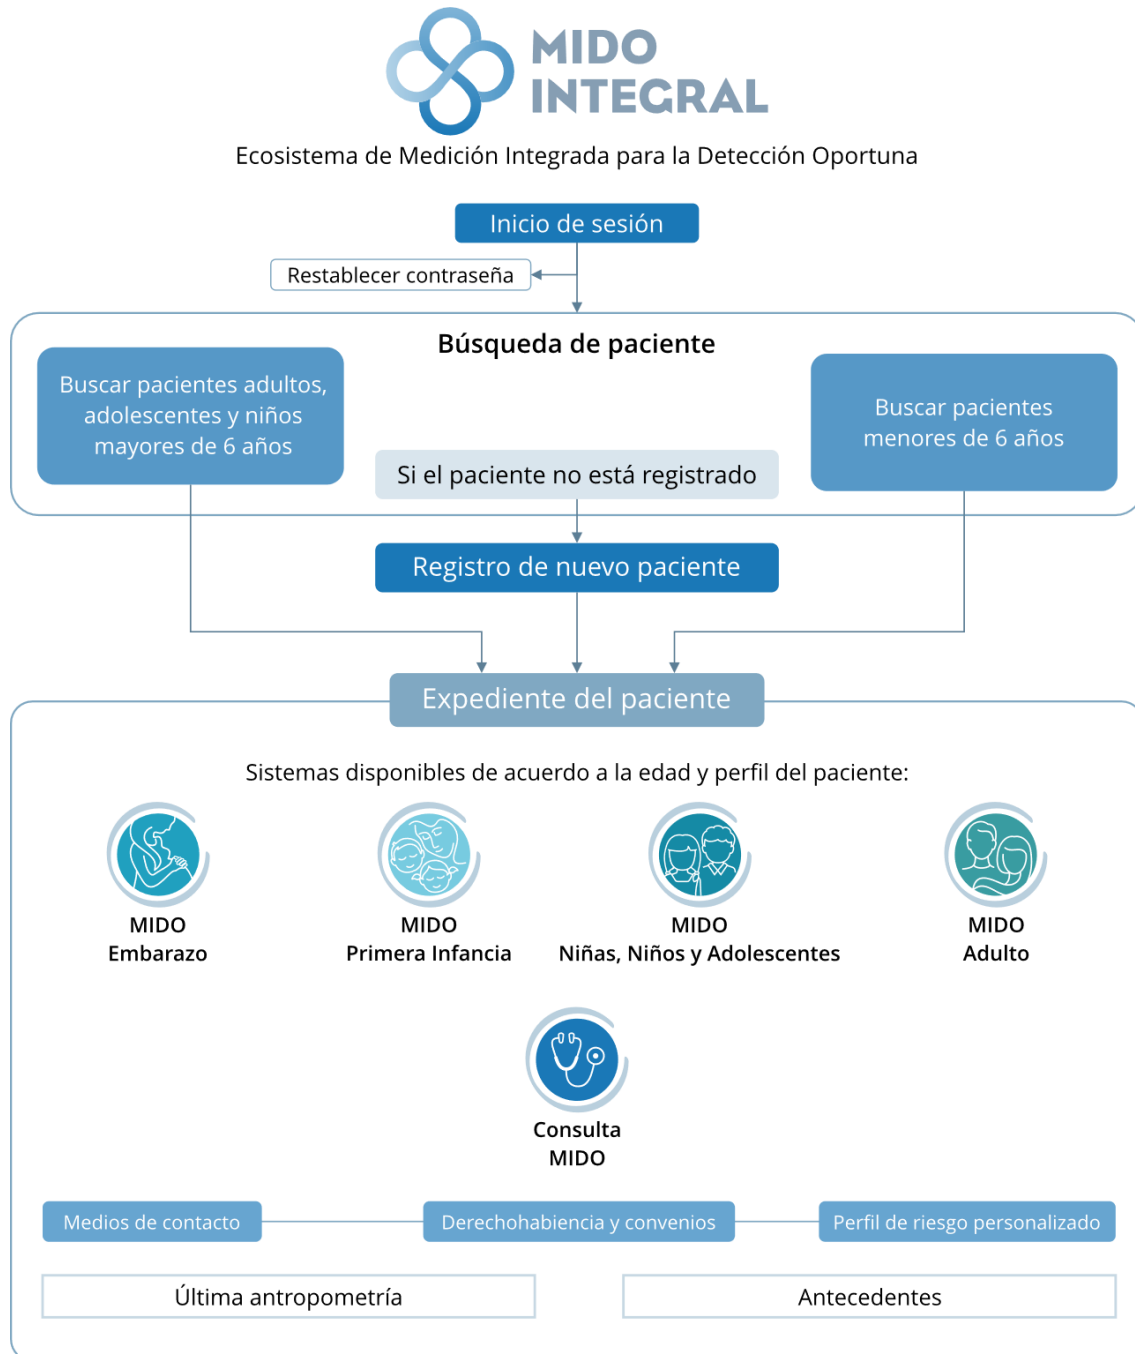 MIDO
INTEGRAL
Ecosistema de Medición Integrada para la Detección Oportuna
Inicio de sesión
Restablecer contraseña
Búsqueda de paciente
Buscar pacientes adultos,
adolescentes y niños
mayores de 6 años
Buscar pacientes
menores de 6 años
Si el paciente no está registrado
Registro de nuevo paciente
Expediente del paciente
Sistemas disponibles de acuerdo a la edad y perfil del paciente:
MIDO
Embarazo
MIDO
Primera Infancia
MIDO
Niñas, Niños y Adolescentes
MIDO
Adulto
Consulta
MIDO
Medios de contacto
Derechohabiencia y convenios
Perfil de riesgo personalizado
Última antropometría
Antecedentes